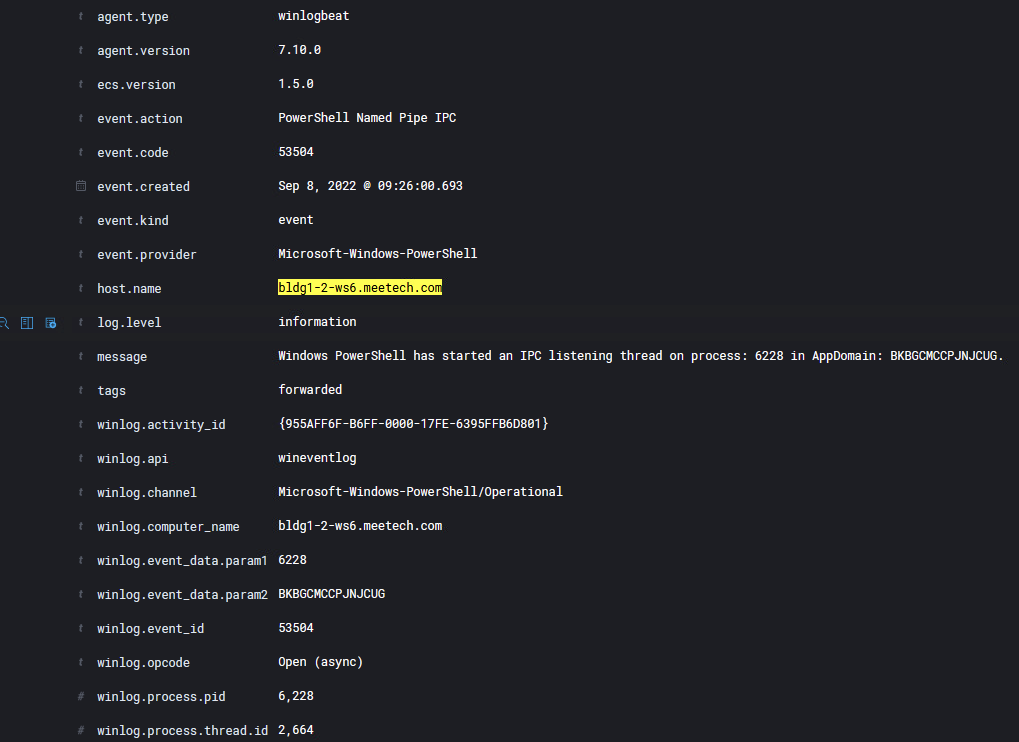 t agent.type winlogbeat
t agent.version 7.10.0
t ecs.version 1.5.0
t event.action PowerShell Named Pipe IPC
t event.code 53504
event.created Sep 8, 2022 @ 09:26:00.693
t event.kind event
t event.provider Microsoft-Windows-PowerShell
t host.name bldg1-2-ws6.meetech.com
t log.level information
t message Windows PowerShell has started an IPC listening thread on process: 6228 in AppDomain: BKBGCMCCPJNJCUG.
t tags forwarded
t winlog.activity_id {955AFF6F-B6FF-0000-17FE-6395FFB6D801}
t winlog.api wineventlog
t winlog.channel Microsoft-Windows-PowerShell/Operational
t winlog.computer_name bldg1-2-ws6.meetech.com
t winlog.event_data.param1 6228
t winlog.event_data.param2 BKBGCMCCPJNJCUG
t winlog.event_id 53504
t winlog.opcode Open (async)
# winlog.process.pid 6,228
# winlog.process.thread.id 2,664